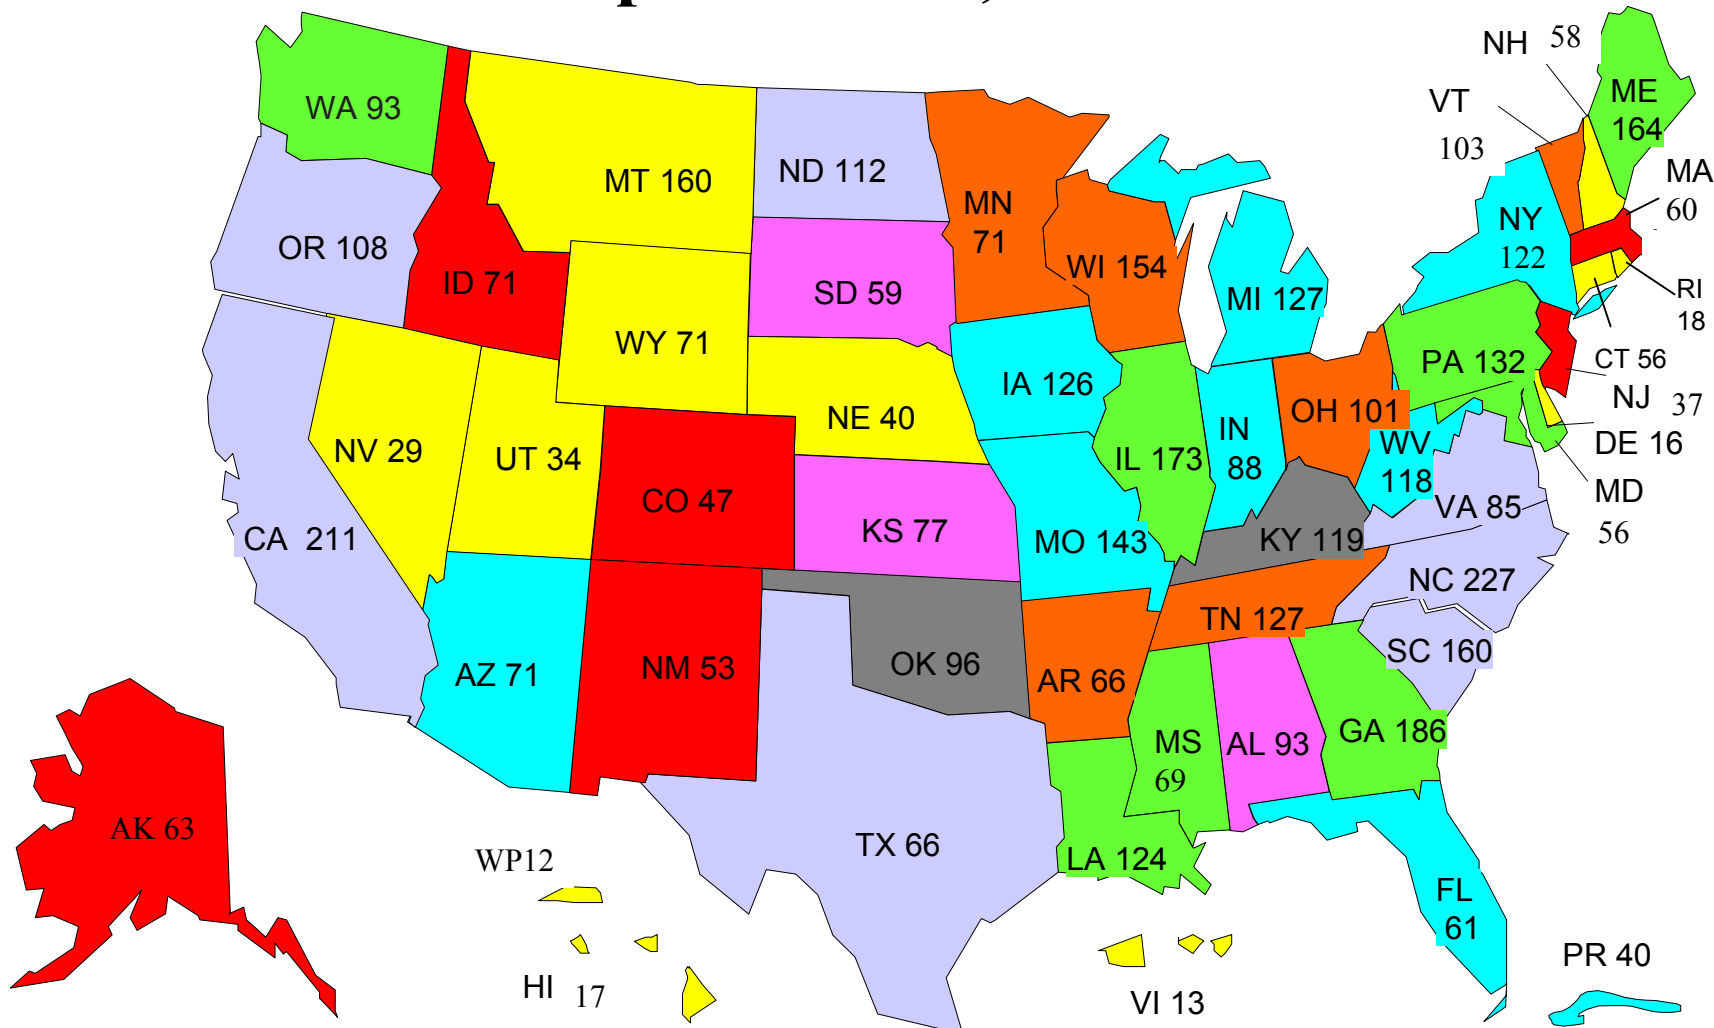 NH 58
WA 93
ME
164
VT
103
MT 160
ND 112
MA
60
MN
71
NY
122
OR 108
WI 154
ID 71
SD 59
MI 127
RI
18
WY 71
PA 132
CT 56
IA 126
NJ 37
NE 40
OH 101
DE 16
NV 29
UT 34
IL 173
IN
88
WV
118
CO 47
MD
56
VA 85
CA 211
KS 77
MO 143
KY 119
NC 227
TN 127
SC 160
AZ 71
NM 53
OK 96
AR 66
MS
69
AL 93
GA 186
AK 63
TX 66
LA 124
WP12
FL
61
PR 40
HI 17
VI 13